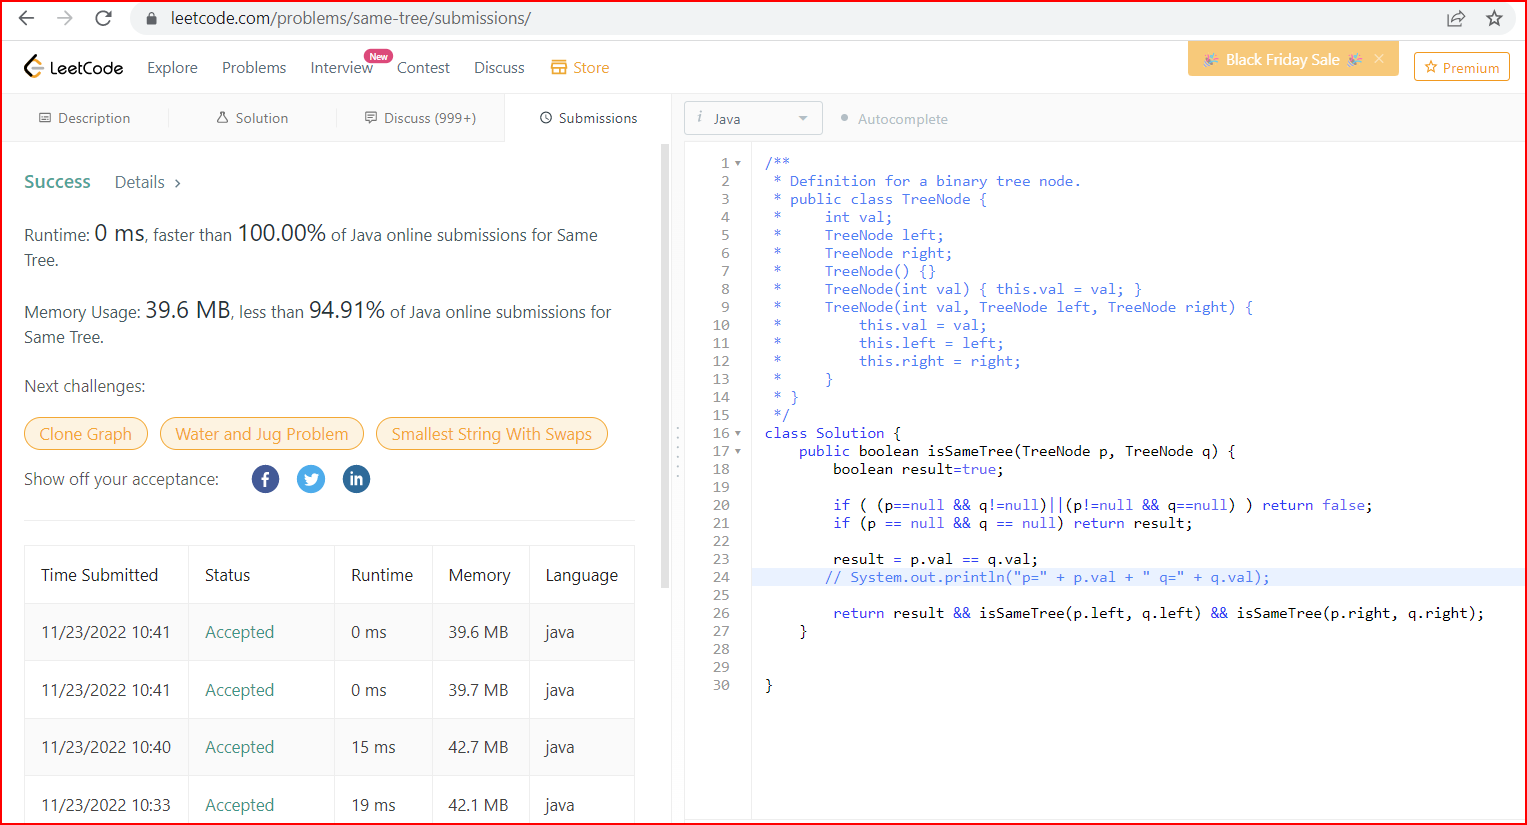 leetcode.com/problems/same-tree/submissions/
LeetCode Explore Problems Interview New Contest Discuss Store Black Friday Sale × Premium
Description Solution Discuss (999+) Submissions
i Java Autocomplete
Success Details >
Runtime: 0 ms, faster than 100.00% of Java online submissions for Same
Tree.
Memory Usage: 39.6 MB, less than 94.91% of Java online submissions for
Same Tree.
Next challenges:
Clone Graph Water and Jug Problem Smallest String With Swaps
Show off your acceptance: f in
Time Submitted Status Runtime Memory Language
11/23/2022 10:41 Accepted 0 ms 39.6 MB java
11/23/2022 10:41 Accepted 0 ms 39.7 MB java
11/23/2022 10:40 Accepted 15 ms 42.7 MB java
11/23/2022 10:33 Accepted 19 ms 42.1 MB java
1 /**
2  * Definition for a binary tree node.
3  * public class TreeNode {
4  *     int val;
5  *     TreeNode left;
6  *     TreeNode right;
7  *     TreeNode() {}
8  *     TreeNode(int val) { this.val = val; }
9  *     TreeNode(int val, TreeNode left, TreeNode right) {
10  *         this.val = val;
11  *         this.left = left;
12  *         this.right = right;
13  *     }
14  * }
15  */
16 class Solution {
17     public boolean isSameTree(TreeNode p, TreeNode q) {
18         boolean result=true;
19
20         if ( (p==null && q!=null)||(p!=null && q==null) ) return false;
21         if (p == null && q == null) return result;
22
23         result = p.val == q.val;
24        // System.out.println("p=" + p.val + " q=" + q.val);
25
26         return result && isSameTree(p.left, q.left) && isSameTree(p.right, q.right);
27     }
28
29
30 }